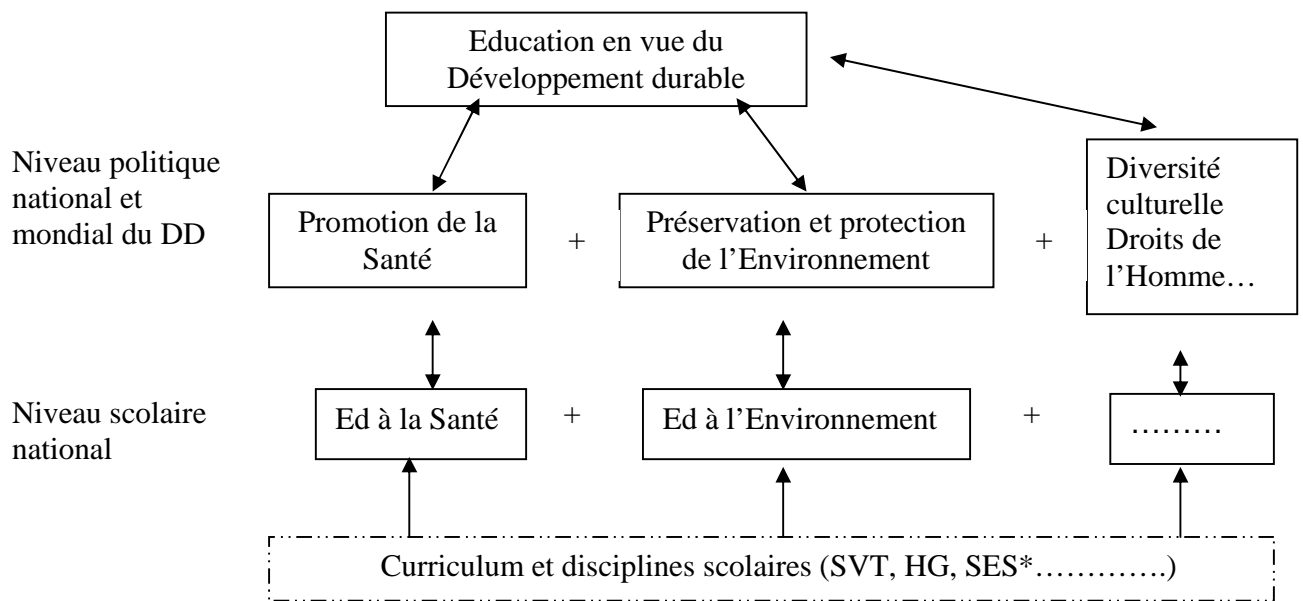 Education en vue du
Développement durable
Niveau politique
national et
mondial du DD
Promotion de la
Santé
+
Préservation et protection
de l’Environnement
+
Diversité
culturelle
Droits de
l’Homme…
Niveau scolaire
national
Ed à la Santé
+
Ed à l’Environnement
+
………
Curriculum et disciplines scolaires (SVT, HG, SES*………….)